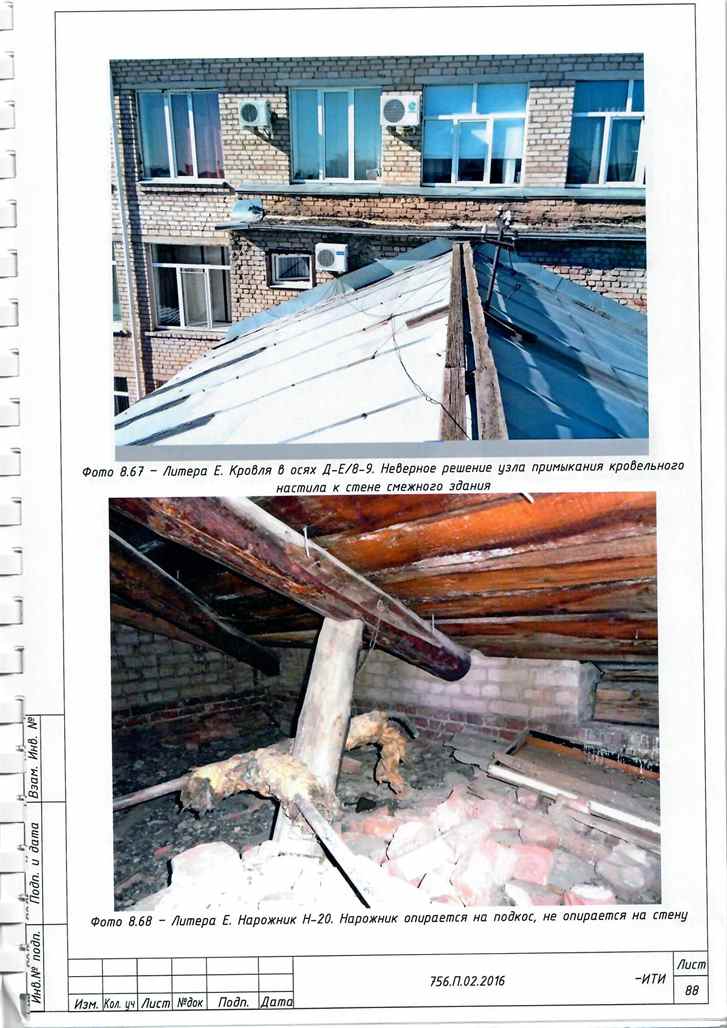 Фото 8.67 – Литера Е. Кровля в осях Д-Е/8-9. Неверное решение узла примыкания кровельного
настила к стене смежного здания
Фото 8.68 – Литера Е. Нарожник Н-20. Нарожник опирается на подкос, не опирается на стену
Взам. Инв. №
Подп. и дата
Инв.№ подп.
Изм. Кол. уч Лист №док Подп. Дата
756.П.02.2016 -ИТИ
Лист
88